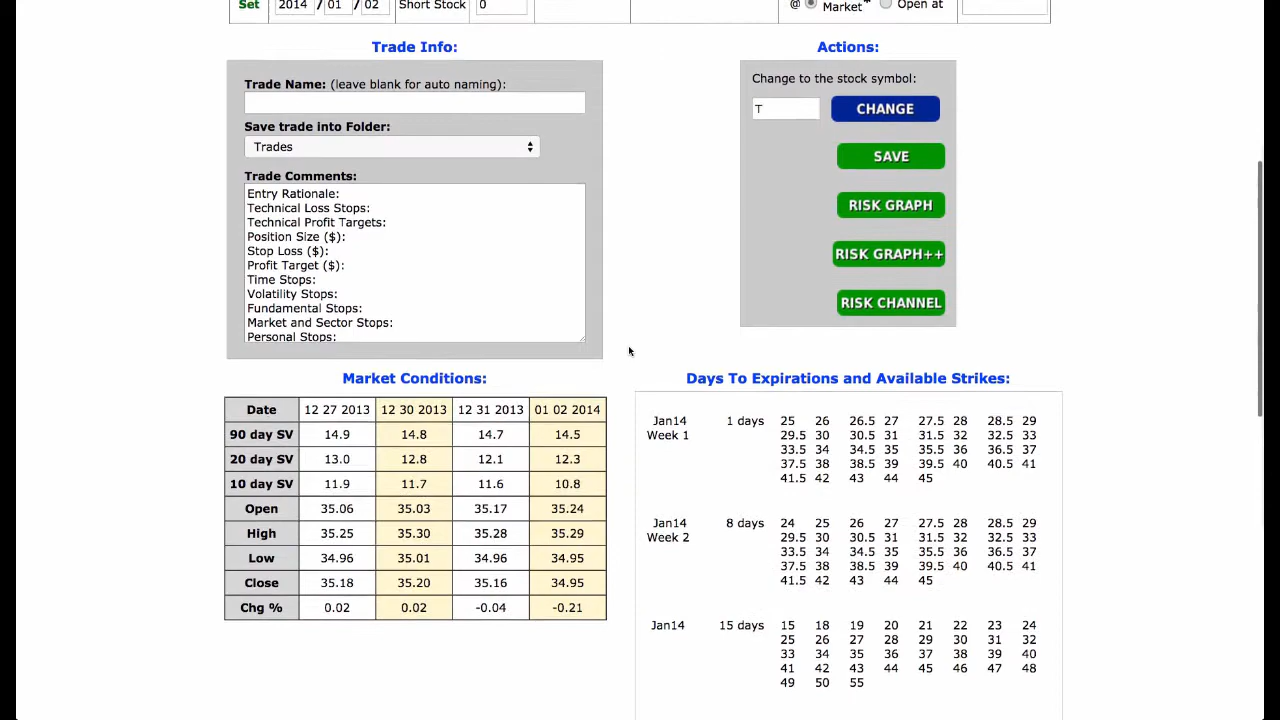 Set 2014 / 01 / 02 Short Stock 0 @ Market* Open at
Trade Info:
Trade Name: (leave blank for auto naming):
Save trade into Folder:
Trades
Trade Comments:
Entry Rationale:
Technical Loss Stops:
Technical Profit Targets:
Position Size ($):
Stop Loss ($):
Profit Target ($):
Time Stops:
Volatility Stops:
Fundamental Stops:
Market and Sector Stops:
Personal Stops:
Actions:
Change to the stock symbol:
T CHANGE
SAVE
RISK GRAPH
RISK GRAPH++
RISK CHANNEL
Market Conditions:
Date 12 27 2013 12 30 2013 12 31 2013 01 02 2014
90 day SV 14.9 14.8 14.7 14.5
20 day SV 13.0 12.8 12.1 12.3
10 day SV 11.9 11.7 11.6 10.8
Open 35.06 35.03 35.17 35.24
High 35.25 35.30 35.28 35.29
Low 34.96 35.01 34.96 34.95
Close 35.18 35.20 35.16 34.95
Chg % 0.02 0.02 -0.04 -0.21
Days To Expirations and Available Strikes:
Jan14 1 days 25 26 26.5 27 27.5 28 28.5 29
Week 1 29.5 30 30.5 31 31.5 32 32.5 33
33.5 34 34.5 35 35.5 36 36.5 37
37.5 38 38.5 39 39.5 40 40.5 41
41.5 42 43 44 45
Jan14 8 days 24 25 26 27 27.5 28 28.5 29
Week 2 29.5 30 30.5 31 31.5 32 32.5 33
33.5 34 34.5 35 35.5 36 36.5 37
37.5 38 38.5 39 39.5 40 40.5 41
41.5 42 43 44 45
Jan14 15 days 15 18 19 20 21 22 23 24
25 26 27 28 29 30 31 32
33 34 35 36 37 38 39 40
41 42 43 44 45 46 47 48
49 50 55